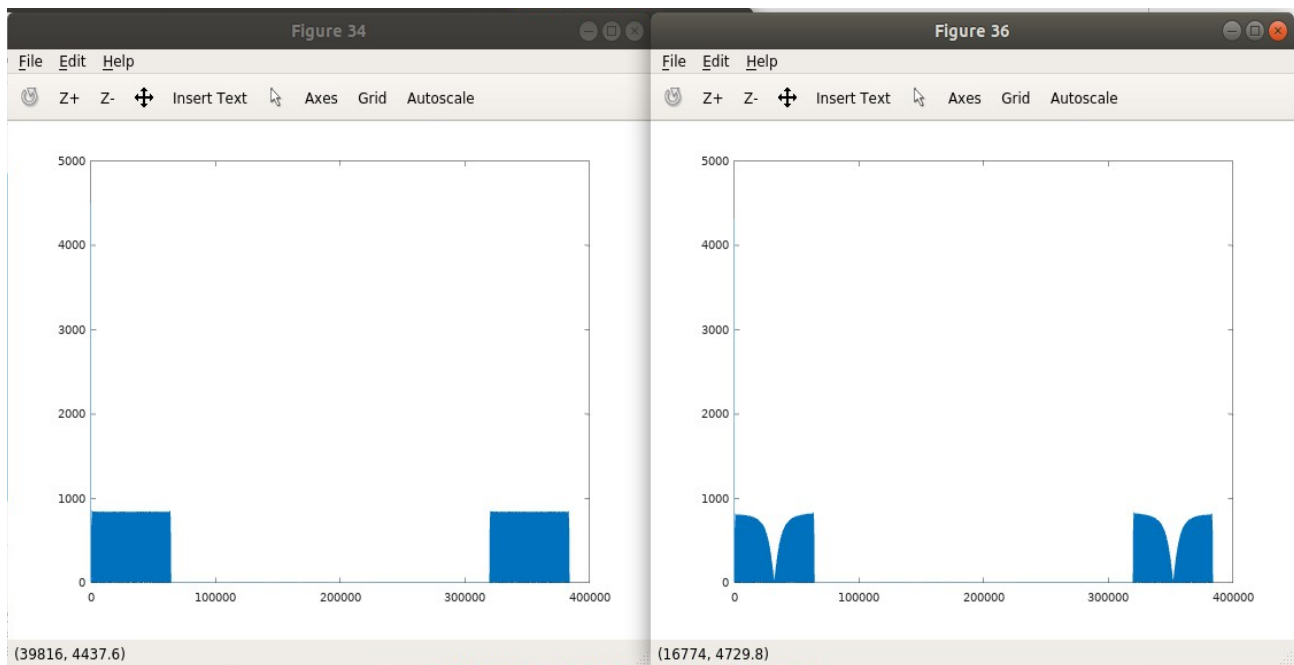 Figure 34
File Edit Help
Z+ Z- Insert Text Axes Grid Autoscale
5000
4000
3000
2000
1000
0
0 100000 200000 300000 400000
(39816, 4437.6)
Figure 36
File Edit Help
Z+ Z- Insert Text Axes Grid Autoscale
5000
4000
3000
2000
1000
0
0 100000 200000 300000 400000
(16774, 4729.8)